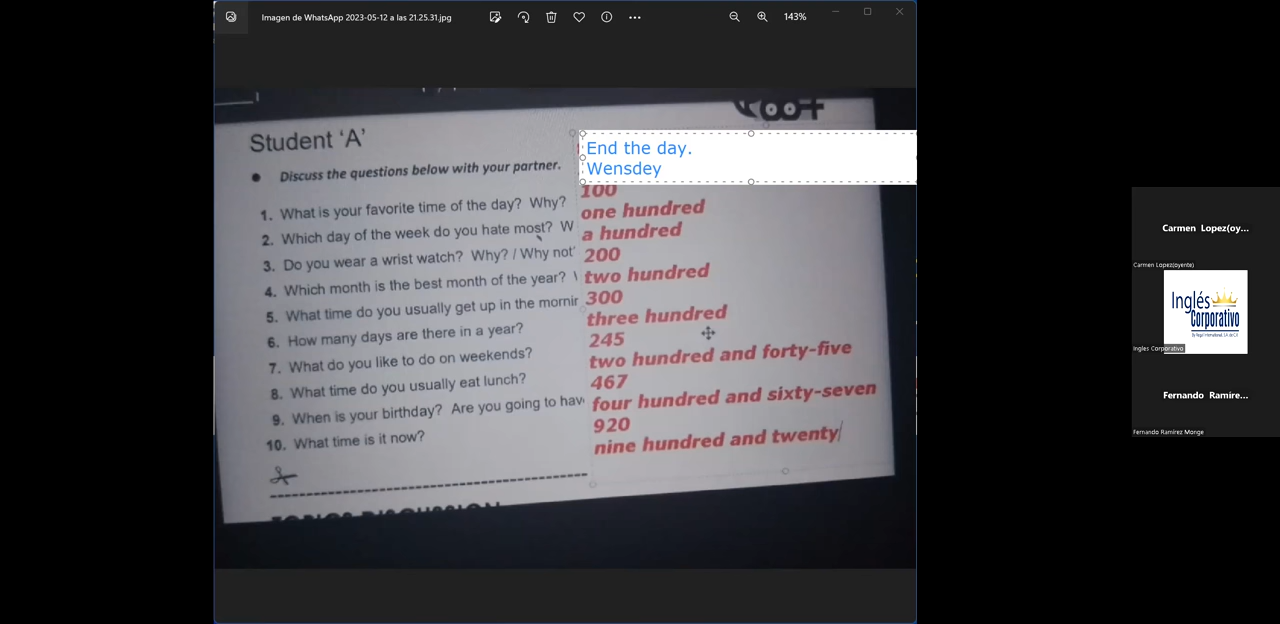 Imagen de WhatsApp 2023-05-12 a las 21.25.31.jpg
143%
Student ‘A’
Discuss the questions below with your partner.
1. What is your favorite time of the day? Why?
2. Which day of the week do you hate most? W
3. Do you wear a wrist watch? Why? / Why not
4. Which month is the best month of the year?
5. What time do you usually get up in the mornin
6. How many days are there in a year?
7. What do you like to do on weekends?
8. What time do you usually eat lunch?
9. When is your birthday? Are you going to hav
10. What time is it now?
TOPICS DISCUSSION
End the day.
Wensdey
100
one hundred
a hundred
200
two hundred
300
three hundred
245
two hundred and forty-five
467
four hundred and sixty-seven
920
nine hundred and twenty
Carmen Lopez(oy...
Carmen Lopez(oyente)
Inglés
Corporativo
Ingles Corporativo
Fernando Ramíre...
Fernando Ramírez Monge